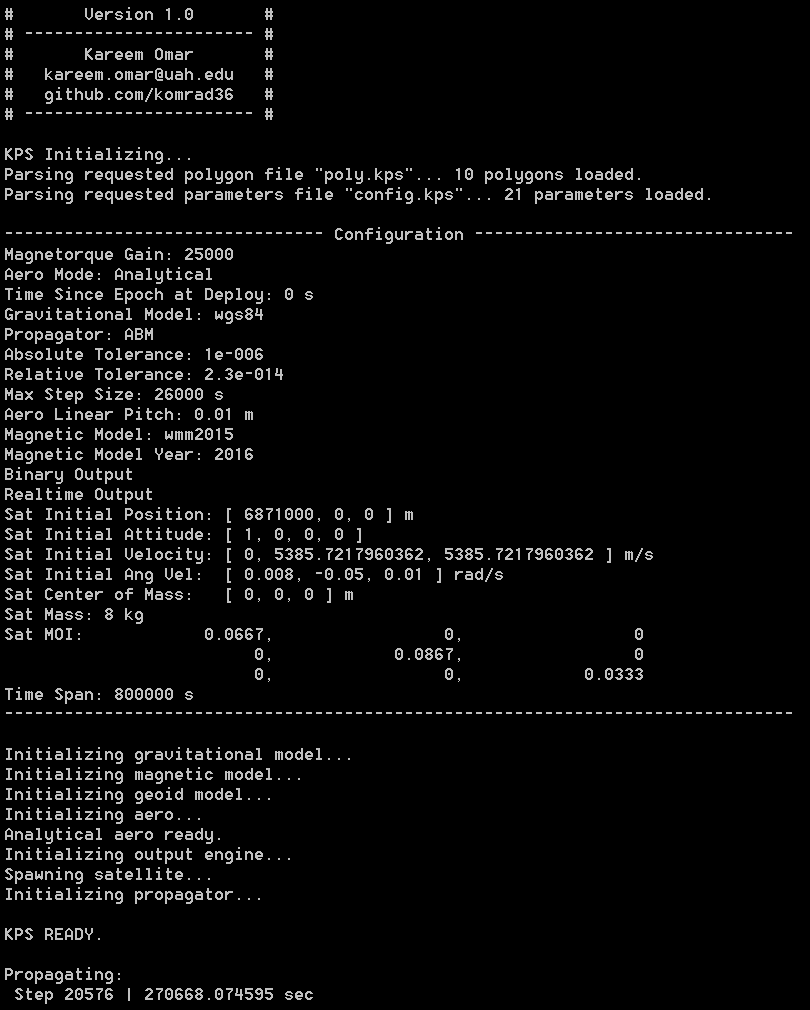 #       Version 1.0       #
# ----------------------- #
#       Kareem Omar       #
#   kareem.omar@uah.edu   #
#   github.com/komrad36   #
# ----------------------- #
KPS Initializing...
Parsing requested polygon file "poly.kps"... 10 polygons loaded.
Parsing requested parameters file "config.kps"... 21 parameters loaded.
-------------------------------- Configuration --------------------------------
Magnetorque Gain: 25000
Aero Mode: Analytical
Time Since Epoch at Deploy: 0 s
Gravitational Model: wgs84
Propagator: ABM
Absolute Tolerance: 1e-006
Relative Tolerance: 2.3e-014
Max Step Size: 26000 s
Aero Linear Pitch: 0.01 m
Magnetic Model: wmm2015
Magnetic Model Year: 2016
Binary Output
Realtime Output
Sat Initial Position: [ 6871000, 0, 0 ] m
Sat Initial Attitude: [ 1, 0, 0, 0 ]
Sat Initial Velocity: [ 0, 5385.7217960362, 5385.7217960362 ] m/s
Sat Initial Ang Vel:  [ 0.008, -0.05, 0.01 ] rad/s
Sat Center of Mass:   [ 0, 0, 0 ] m
Sat Mass: 8 kg
Sat MOI:            0.0667,                 0,                 0
                         0,            0.0867,                 0
                         0,                 0,            0.0333
Time Span: 800000 s
-------------------------------------------------------------------------------
Initializing gravitational model...
Initializing magnetic model...
Initializing geoid model...
Initializing aero...
Analytical aero ready.
Initializing output engine...
Spawning satellite...
Initializing propagator...
KPS READY.
Propagating:
 Step 20576 | 270668.074595 sec